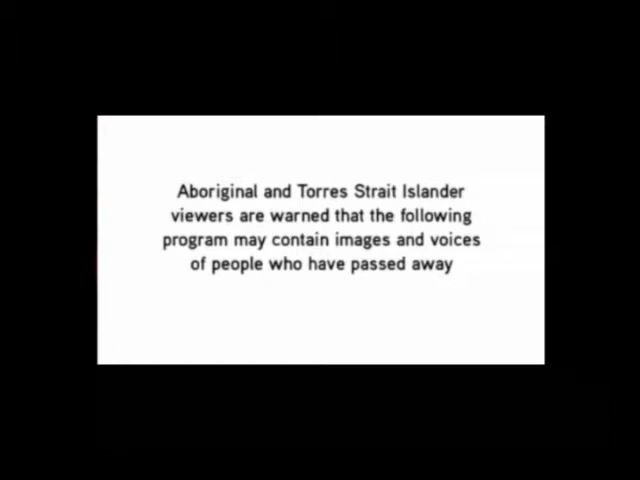 Aboriginal and Torres Strait Islander
viewers are warned that the following
program may contain images and voices
of people who have passed away